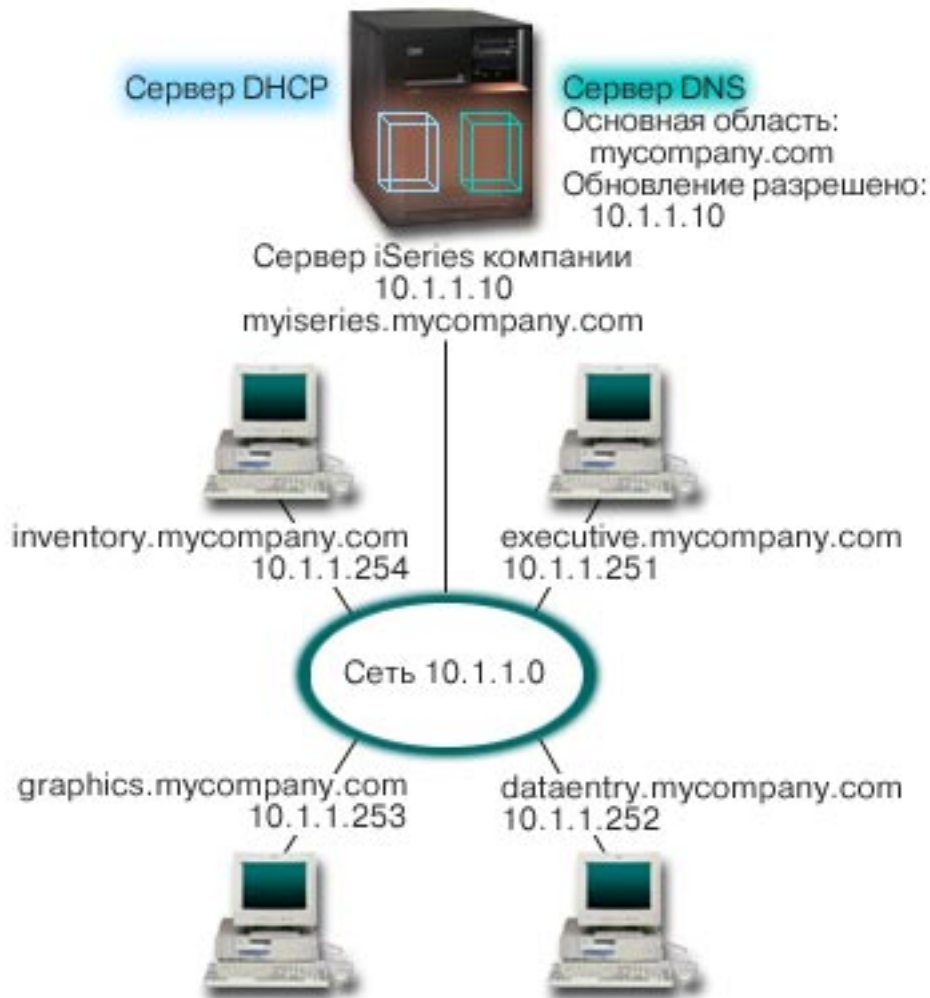 Сервер DHCP
Сервер DNS
Основная область:
mycompany.com
Обновление разрешено:
10.1.1.10
Сервер iSeries компании
10.1.1.10
myiseries.mycompany.com
inventory.mycompany.com
10.1.1.254
executive.mycompany.com
10.1.1.251
Сеть 10.1.1.0
graphics.mycompany.com
10.1.1.253
dataentry.mycompany.com
10.1.1.252